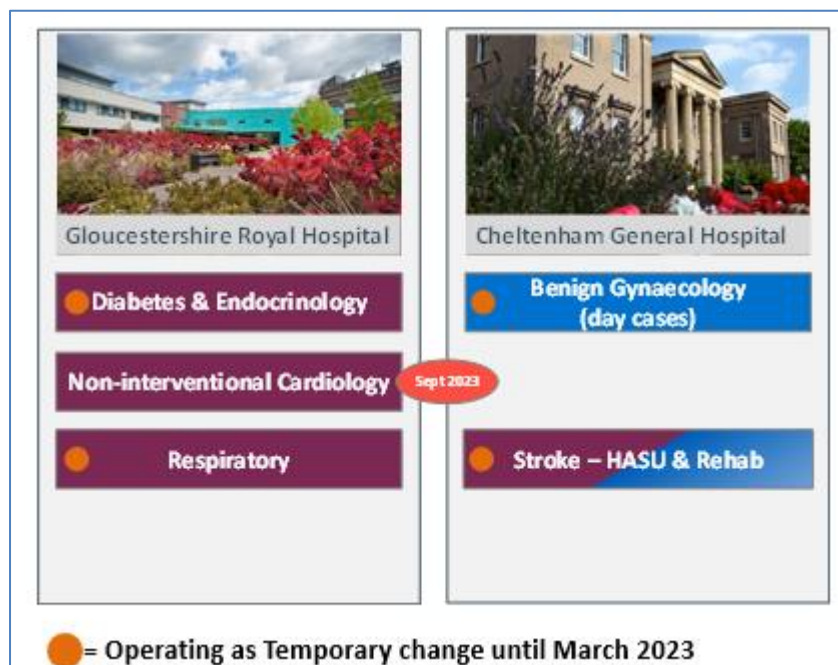 Gloucestershire Royal Hospital
Diabetes & Endocrinology
Non-interventional Cardiology
Sept 2023
Respiratory
Cheltenham General Hospital
Benign Gynaecology
(day cases)
Stroke – HASU & Rehab
= Operating as Temporary change until March 2023